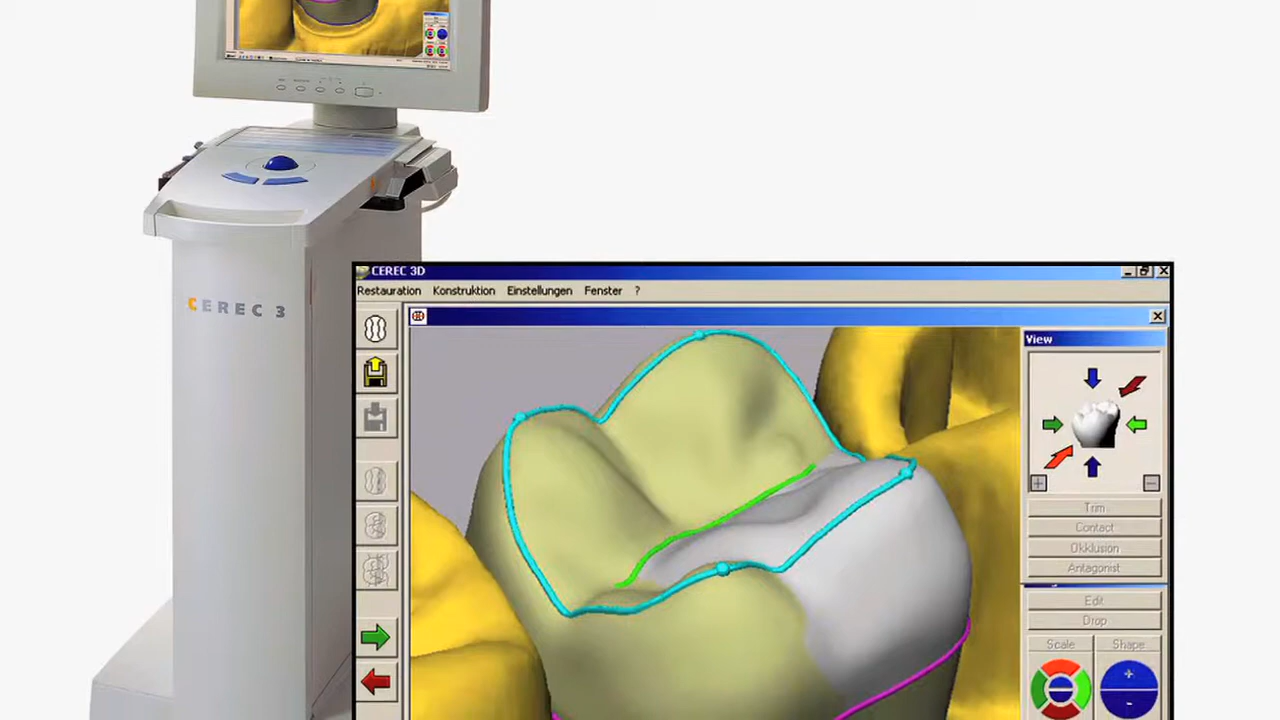 CEREC 3
CEREC 3D
Restauration Konstruktion Einstellungen Fenster ?
View
Trim
Contact
Okklusion
Antagonist
Edit
Drop
Scale Shape